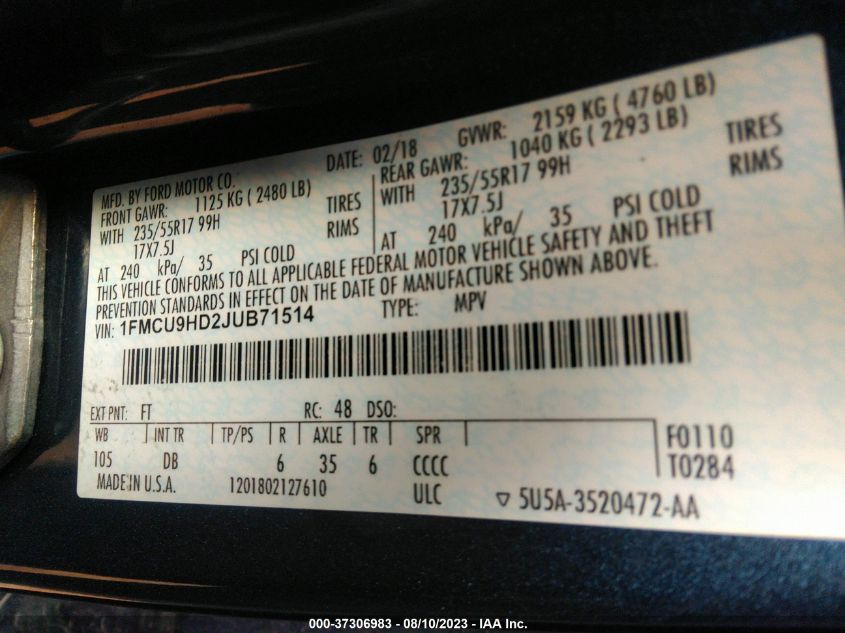 MFD. BY FORD MOTOR CO. DATE: 02/18 GVWR: 2159 KG ( 4760 LB)
FRONT GAWR: 1125 KG ( 2480 LB) REAR GAWR: 1040 KG ( 2293 LB)
WITH 235/55R17 99H TIRES WITH 235/55R17 99H TIRES
17X7.5J RIMS 17X7.5J RIMS
AT 240 kPa/ 35 PSI COLD AT 240 kPa/ 35 PSI COLD
THIS VEHICLE CONFORMS TO ALL APPLICABLE FEDERAL MOTOR VEHICLE SAFETY AND THEFT
PREVENTION STANDARDS IN EFFECT ON THE DATE OF MANUFACTURE SHOWN ABOVE.
VIN: 1FMCU9HD2JUB71514 TYPE: MPV
EXT PNT: FT RC: 48 DSO:
WB INT TR TP/PS R AXLE TR SPR F0110
105 DB 6 35 6 CCCC T0284
MADE IN U.S.A. 1201802127610 ULC ▽ 5U5A-3520472-AA
000-37306983 - 08/10/2023 - IAA Inc.